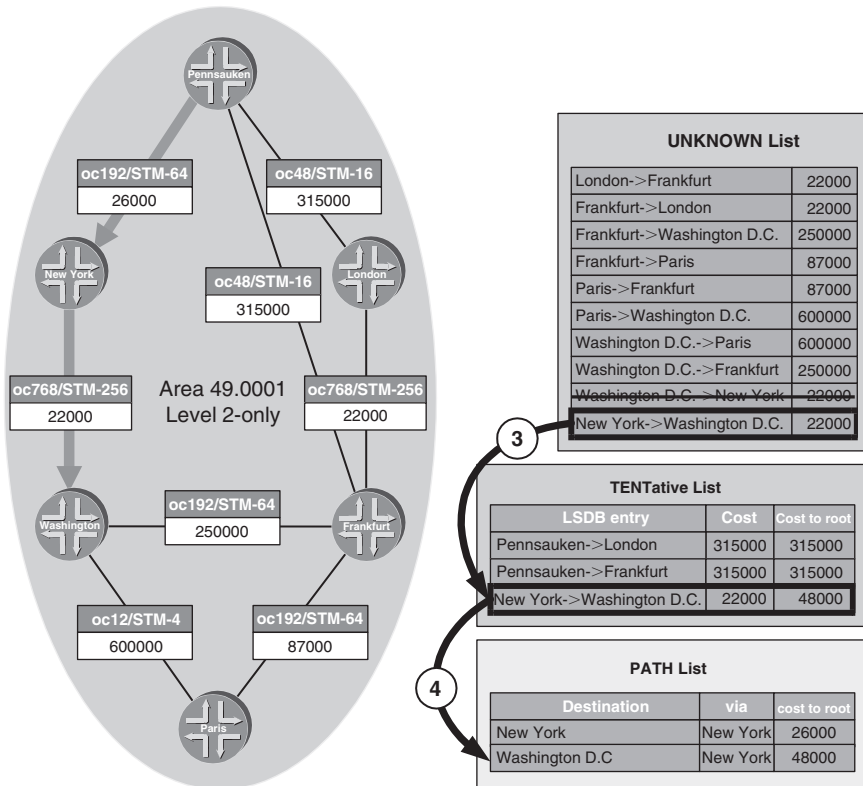 Pennsauken
oc192/STM-64
26000
oc48/STM-16
315000
New York
London
oc48/STM-16
315000
oc768/STM-256
22000
Area 49.0001
Level 2-only
oc768/STM-256
22000
Washington
oc192/STM-64
250000
Frankfurt
oc12/STM-4
600000
oc192/STM-64
87000
Paris
UNKNOWN List
London->Frankfurt 22000
Frankfurt->London 22000
Frankfurt->Washington D.C. 250000
Frankfurt->Paris 87000
Paris->Frankfurt 87000
Paris->Washington D.C. 600000
Washington D.C.->Paris 600000
Washington D.C.->Frankfurt 250000
Washington D.C.->New York 22000
New York->Washington D.C. 22000
3
TENTative List
LSDB entry Cost Cost to root
Pennsauken->London 315000 315000
Pennsauken->Frankfurt 315000 315000
New York->Washington D.C. 22000 48000
4
PATH List
Destination via cost to root
New York New York 26000
Washington D.C New York 48000